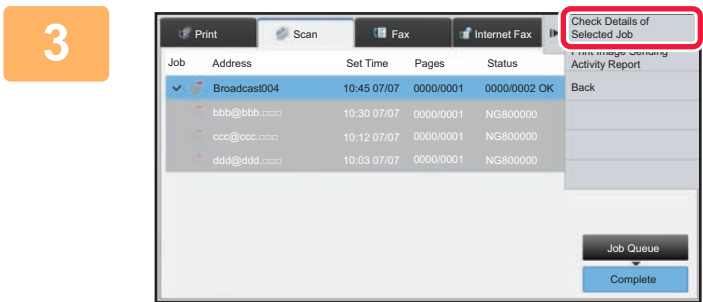 3
Print Scan Fax Internet Fax
Check Details of
Selected Job
Print Image Sending
Activity Report
Back
Job Address Set Time Pages Status
Broadcast004 10:45 07/07 0000/0001 0000/0002 OK
bbb@bbb.□□□ 10:30 07/07 0000/0001 NG800000
ccc@ccc.□□□ 10:12 07/07 0000/0001 NG800000
ddd@ddd.□□□ 10:03 07/07 0000/0001 NG800000
Job Queue
Complete